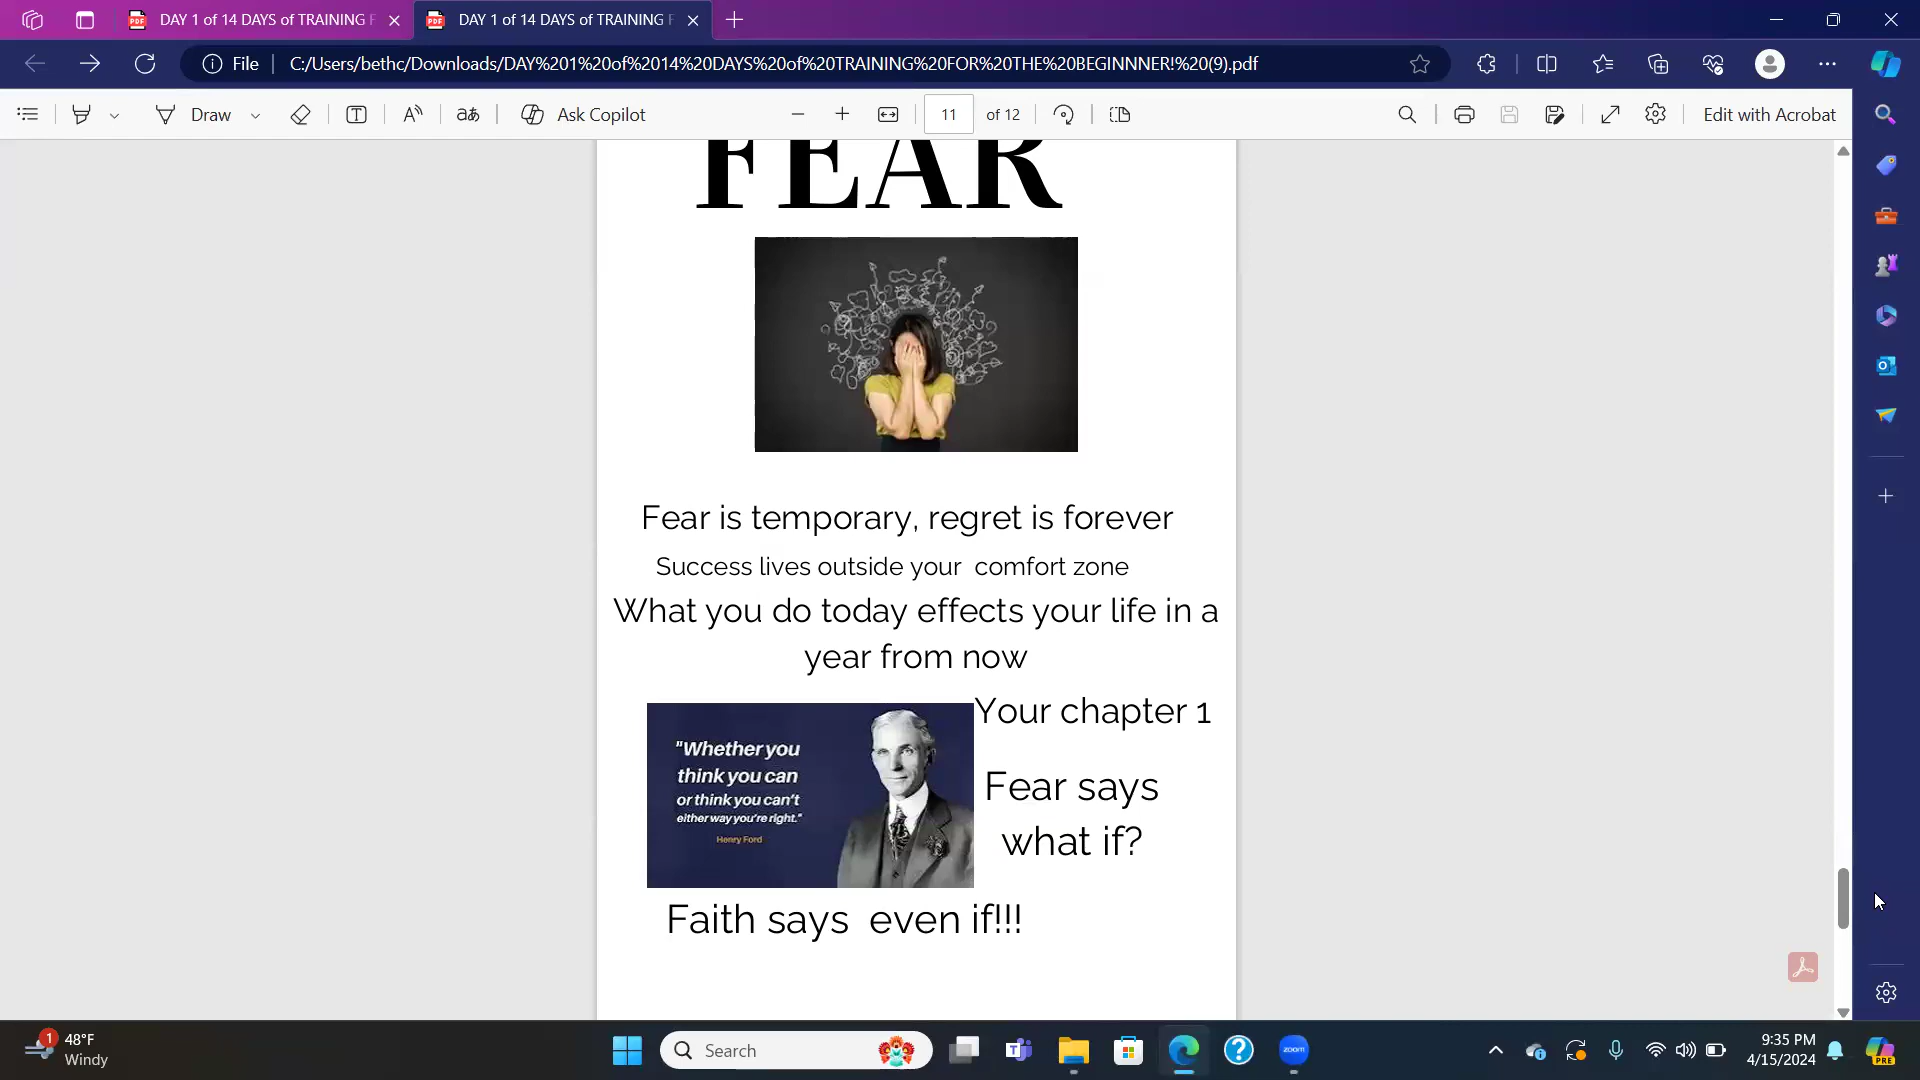 DAY 1 of 14 DAYS of TRAINING F
DAY 1 of 14 DAYS of TRAINING F
File
C:/Users/bethc/Downloads/DAY%201%20of%2014%20DAYS%20of%20TRAINING%20FOR%20THE%20BEGINNNER!%20(9).pdf
Draw
Ask Copilot
11 of 12
Edit with Acrobat
FEAR
Fear is temporary, regret is forever
Success lives outside your  comfort zone
What you do today effects your life in a
year from now
Your chapter 1
"Whether you
think you can
or think you can't
either way you're right."
Henry Ford
Fear says
what if?
Faith says  even if!!!
1
48°F
Windy
Search
zoom
PRE
9:35 PM
4/15/2024